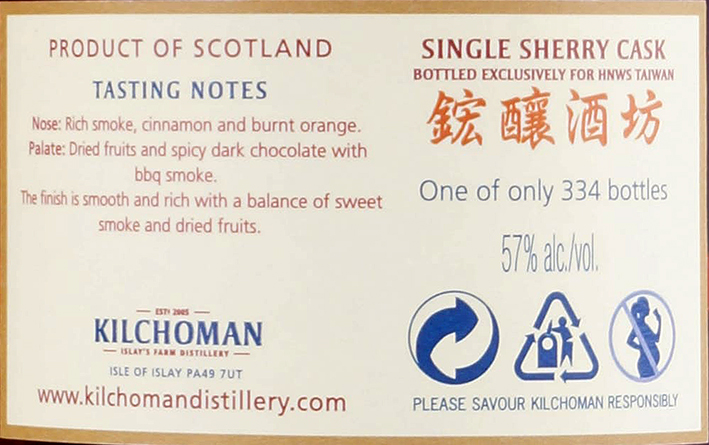 PRODUCT OF SCOTLAND
TASTING NOTES
Nose: Rich smoke, cinnamon and burnt orange.
Palate: Dried fruits and spicy dark chocolate with
bbq smoke.
The finish is smooth and rich with a balance of sweet
smoke and dried fruits.
ESTD 2005
KILCHOMAN
ISLAY'S FARM DISTILLERY
ISLE OF ISLAY PA49 7UT
www.kilchomandistillery.com
SINGLE SHERRY CASK
BOTTLED EXCLUSIVELY FOR HNWS TAIWAN
鋐釀酒坊
One of only 334 bottles
57% alc./vol.
PLEASE SAVOUR KILCHOMAN RESPONSIBLY